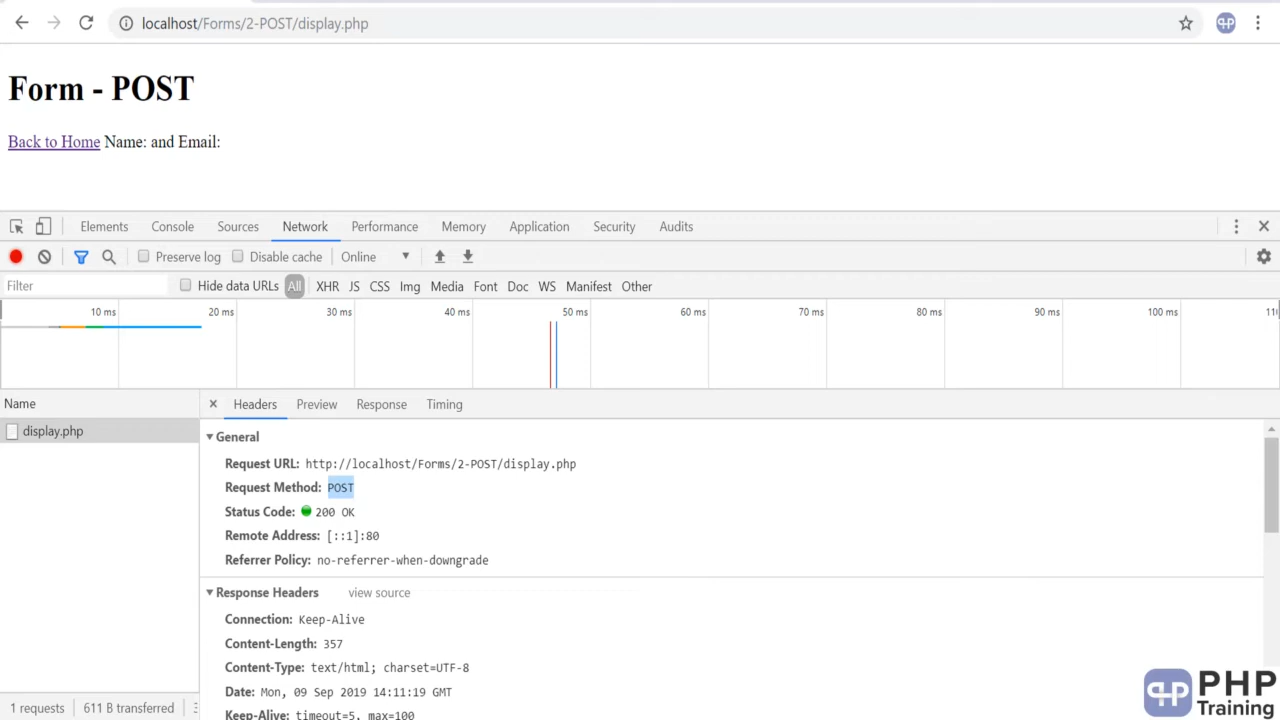 localhost/Forms/2-POST/display.php
Form - POST
Back to Home Name: and Email:
Elements Console Sources Network Performance Memory Application Security Audits
Preserve log Disable cache Online
Filter Hide data URLs All XHR JS CSS Img Media Font Doc WS Manifest Other
10 ms 20 ms 30 ms 40 ms 50 ms 60 ms 70 ms 80 ms 90 ms 100 ms
Name Headers Preview Response Timing
display.php
General
Request URL: http://localhost/Forms/2-POST/display.php
Request Method: POST
Status Code: 200 OK
Remote Address: [::1]:80
Referrer Policy: no-referrer-when-downgrade
Response Headers view source
Connection: Keep-Alive
Content-Length: 357
Content-Type: text/html; charset=UTF-8
Date: Mon, 09 Sep 2019 14:11:19 GMT
Keep-Alive: timeout=5, max=100
1 requests 611 B transferred
PHP
Training